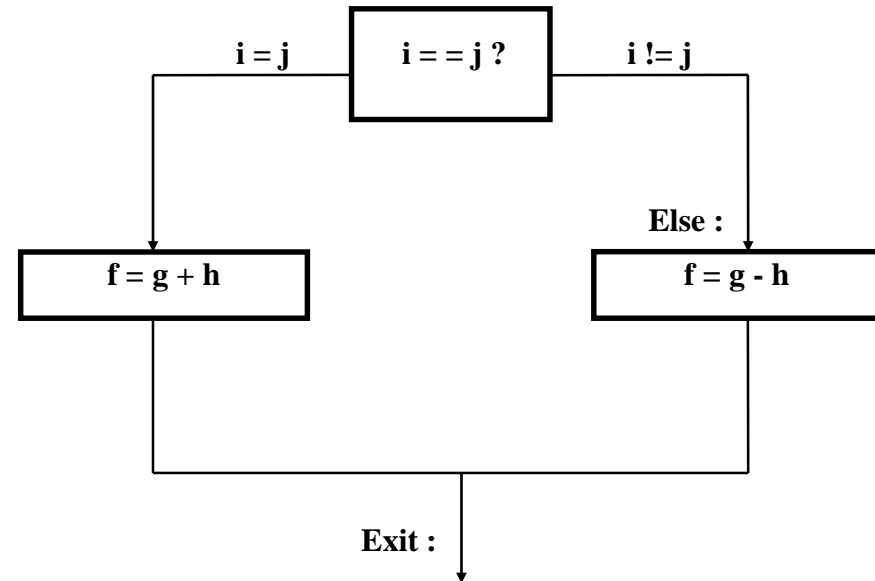 i = j
i = = j ?
i != j
Else :
f = g + h
f = g - h
Exit :